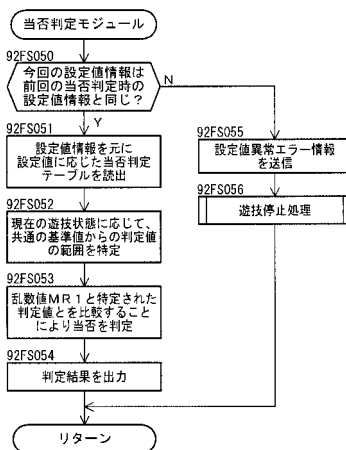 当否判定モジュール
92FS050
今回の設定値情報は
前回の当否判定時の
設定値情報と同じ？
N
Y
92FS051
設定値情報を元に
設定値に応じた当否判定
テーブルを読出
92FS055
設定値異常エラー情報
を送信
92FS056
遊技停止処理
92FS052
現在の遊技状態に応じて、
共通の基準値からの判定値
の範囲を特定
92FS053
乱数値MR1と特定された
判定値とを比較すること
により当否を判定
92FS054
判定結果を出力
リターン